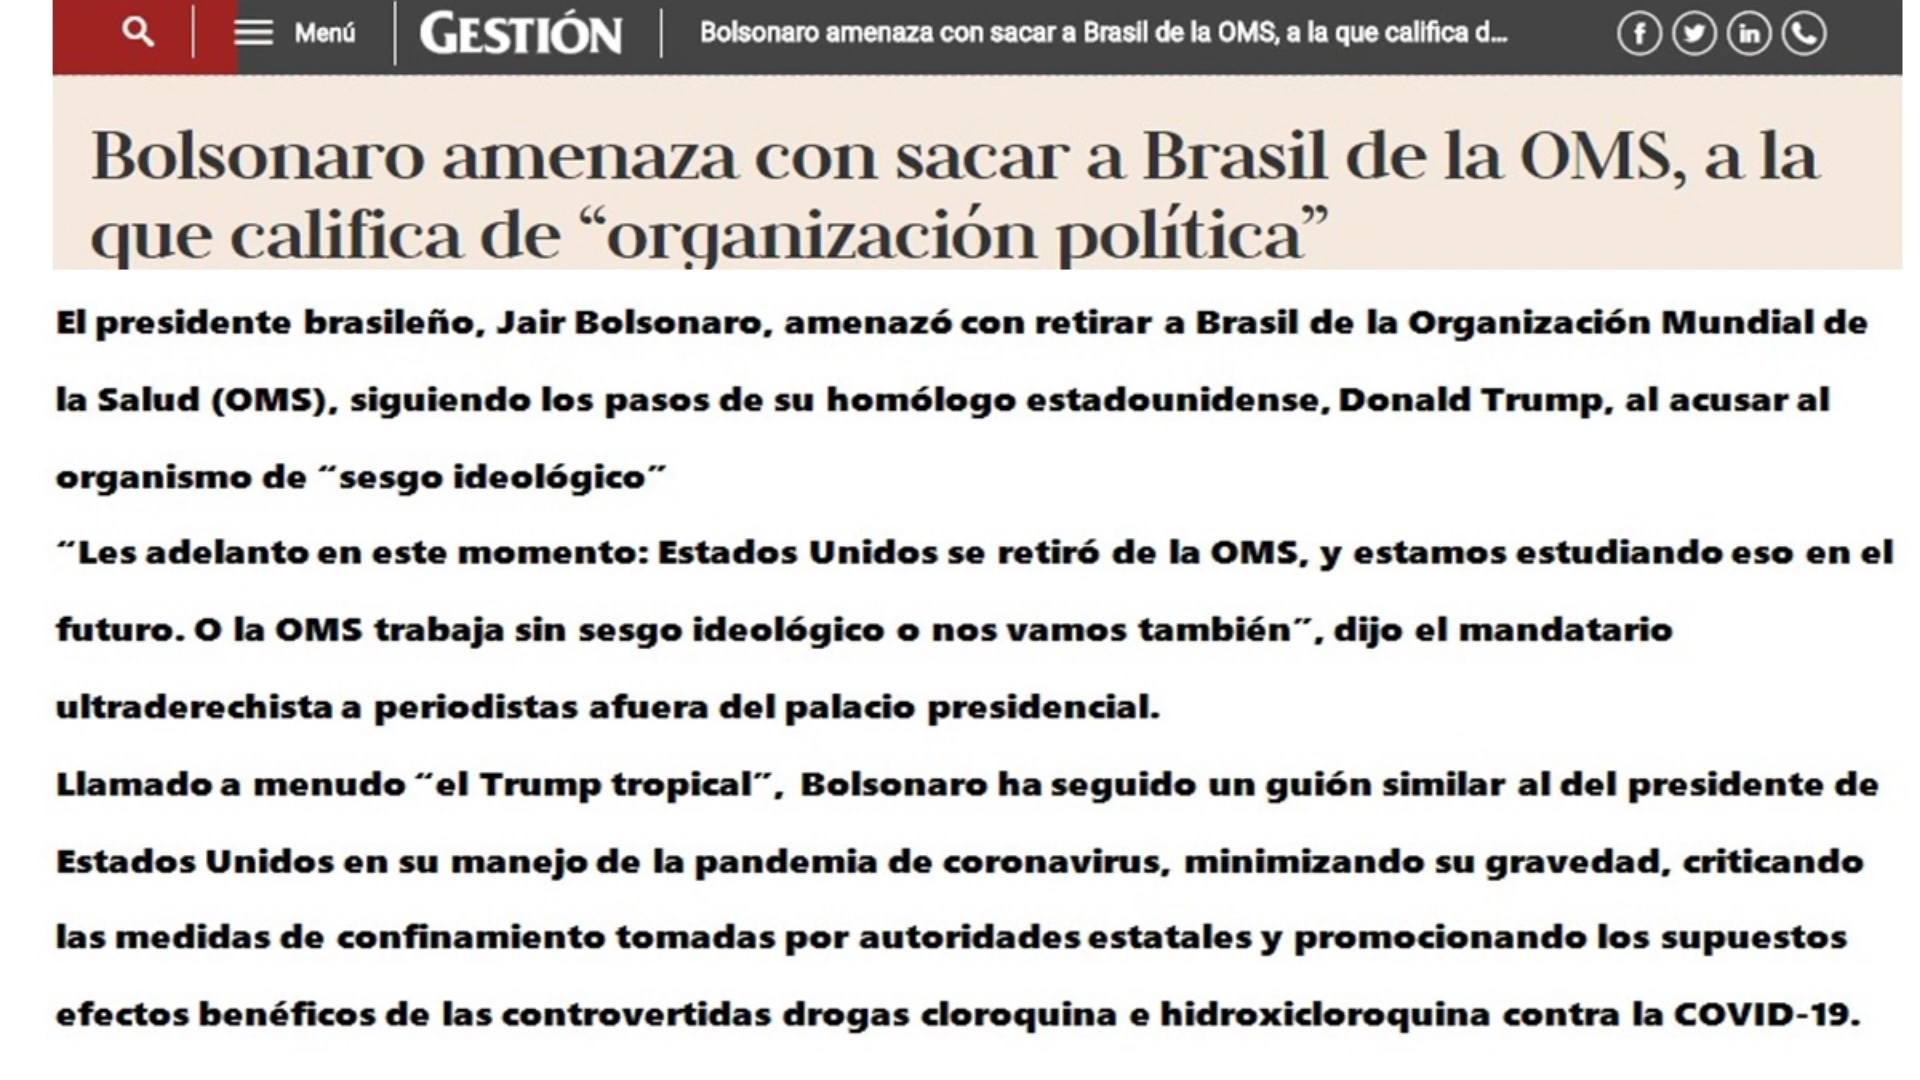 Menú
GESTIÓN
Bolsonaro amenaza con sacar a Brasil de la OMS, a la que califica d...
Bolsonaro amenaza con sacar a Brasil de la OMS, a la
que califica de “organización política”
El presidente brasileño, Jair Bolsonaro, amenazó con retirar a Brasil de la Organización Mundial de
la Salud (OMS), siguiendo los pasos de su homólogo estadounidense, Donald Trump, al acusar al
organismo de “sesgo ideológico”
“Les adelanto en este momento: Estados Unidos se retiró de la OMS, y estamos estudiando eso en el
futuro. O la OMS trabaja sin sesgo ideológico o nos vamos también”, dijo el mandatario
ultraderechista a periodistas afuera del palacio presidencial.
Llamado a menudo “el Trump tropical”, Bolsonaro ha seguido un guión similar al del presidente de
Estados Unidos en su manejo de la pandemia de coronavirus, minimizando su gravedad, criticando
las medidas de confinamiento tomadas por autoridades estatales y promocionando los supuestos
efectos benéficos de las controvertidas drogas cloroquina e hidroxicloroquina contra la COVID-19.